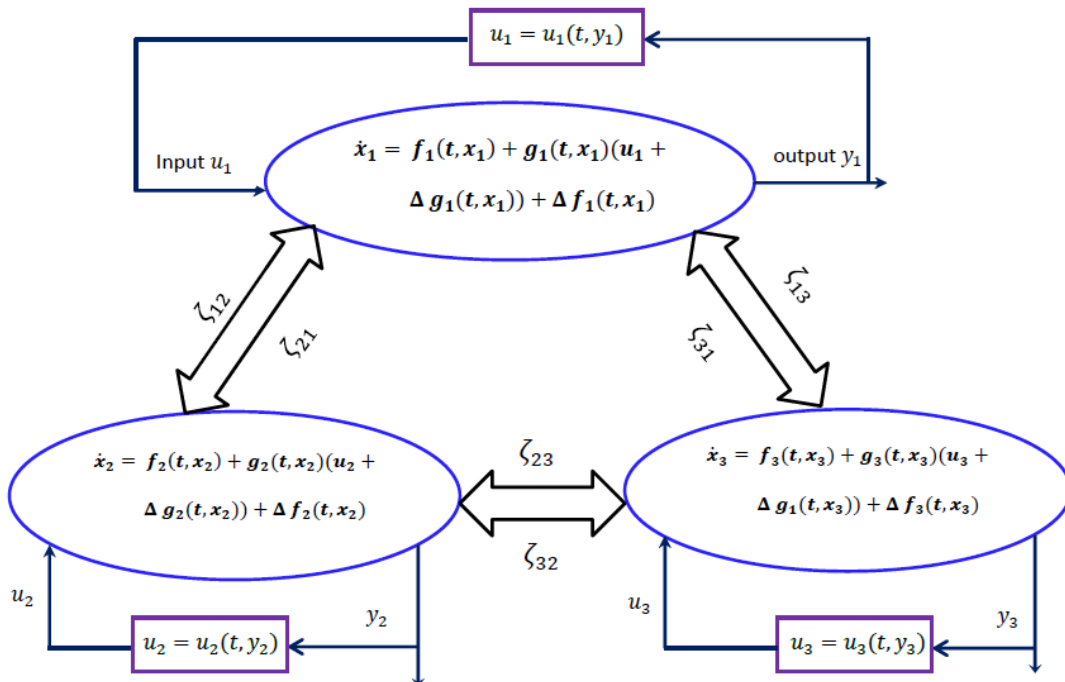 u₁ = u₁(t, y₁)
Input u₁
ẋ₁ = f₁(t, x₁) + g₁(t, x₁)(u₁ +
Δ g₁(t, x₁)) + Δ f₁(t, x₁)
output y₁
ζ₁₂
ζ₂₁
ζ₁₃
ζ₃₁
ẋ₂ = f₂(t, x₂) + g₂(t, x₂)(u₂ +
Δ g₂(t, x₂)) + Δ f₂(t, x₂)
ζ₂₃
ζ₃₂
ẋ₃ = f₃(t, x₃) + g₃(t, x₃)(u₃ +
Δ g₁(t, x₃)) + Δ f₃(t, x₃)
u₂
u₂ = u₂(t, y₂)
y₂
u₃
u₃ = u₃(t, y₃)
y₃